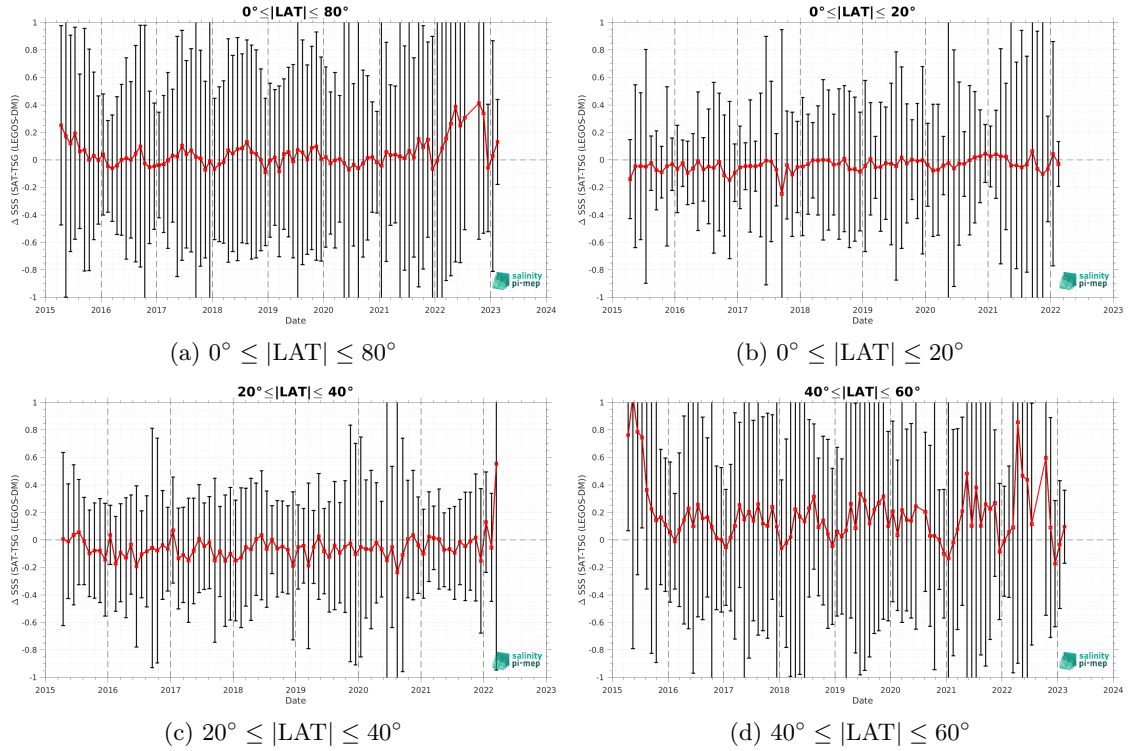 0°≤|LAT|≤ 80°
Δ SSS (SAT-TSG (LEGOS-DM))
1
0.8
0.6
0.4
0.2
0
-0.2
-0.4
-0.6
-0.8
-1
2015 2016 2017 2018 2019 2020 2021 2022 2023 2024
Date
salinity
pi-mep
(a) 0° ≤ |LAT| ≤ 80°
0°≤|LAT|≤ 20°
Δ SSS (SAT-TSG (LEGOS-DM))
1
0.8
0.6
0.4
0.2
0
-0.2
-0.4
-0.6
-0.8
-1
2015 2016 2017 2018 2019 2020 2021 2022 2023
Date
salinity
pi-mep
(b) 0° ≤ |LAT| ≤ 20°
20°≤|LAT|≤ 40°
Δ SSS (SAT-TSG (LEGOS-DM))
1
0.8
0.6
0.4
0.2
0
-0.2
-0.4
-0.6
-0.8
-1
2015 2016 2017 2018 2019 2020 2021 2022 2023
Date
salinity
pi-mep
(c) 20° ≤ |LAT| ≤ 40°
40°≤|LAT|≤ 60°
Δ SSS (SAT-TSG (LEGOS-DM))
1
0.8
0.6
0.4
0.2
0
-0.2
-0.4
-0.6
-0.8
-1
2015 2016 2017 2018 2019 2020 2021 2022 2023 2024
Date
salinity
pi-mep
(d) 40° ≤ |LAT| ≤ 60°